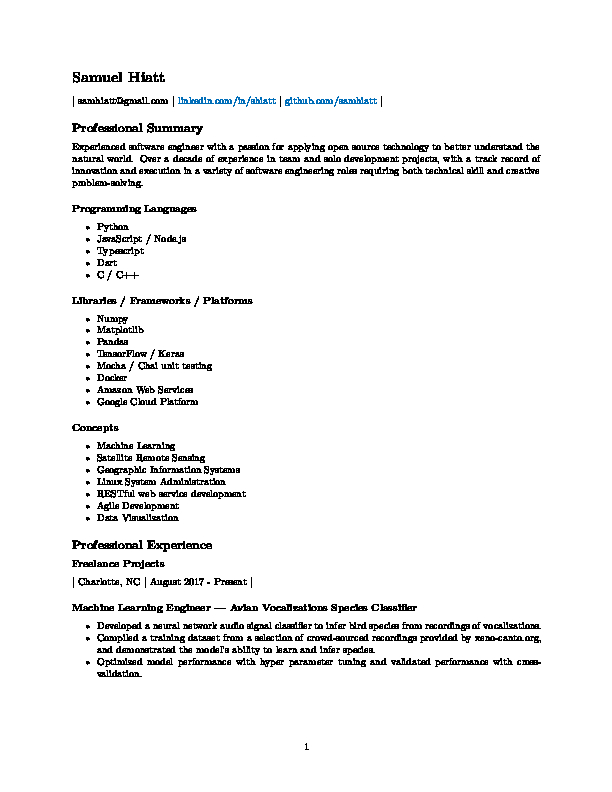 Samuel Hiatt
| samhiatt@gmail.com | linkedin.com/in/shiatt | github.com/samhiatt |
Professional Summary
Experienced software engineer with a passion for applying open source technology to better understand the
natural world. Over a decade of experience in team and solo development projects, with a track record of
innovation and execution in a variety of software engineering roles requiring both technical skill and creative
problem-solving.
Programming Languages
• Python
• JavaScript / Node.js
• Typescript
• Dart
• C / C++
Libraries / Frameworks / Platforms
• Numpy
• Matplotlib
• Pandas
• TensorFlow / Keras
• Mocha / Chai unit testing
• Docker
• Amazon Web Services
• Google Cloud Platform
Concepts
• Machine Learning
• Satellite Remote Sensing
• Geographic Information Systems
• Linux System Administration
• RESTful web service development
• Agile Development
• Data Visualization
Professional Experience
Freelance Projects
| Charlotte, NC | August 2017 - Present |
Machine Learning Engineer — Avian Vocalizations Species Classifier
• Developed a neural network audio signal classifier to infer bird species from recordings of vocalizations.
• Compiled a training dataset from a selection of crowd-sourced recordings provided by xeno-canto.org,
and demonstrated the model's ability to learn and infer species.
• Optimized model performance with hyper parameter tuning and validated performance with cross-
validation.
1